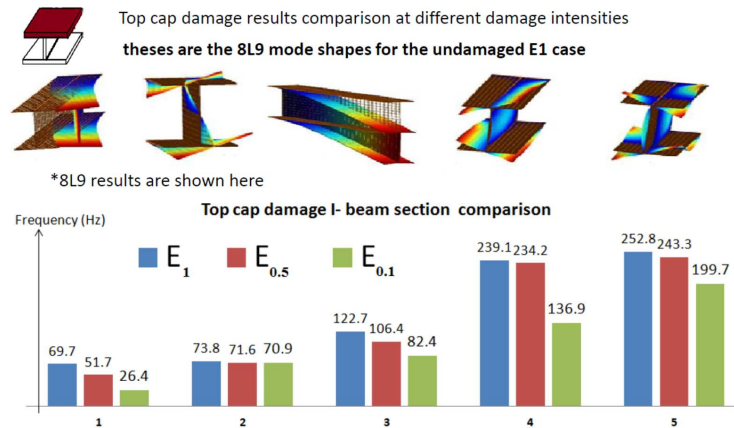 Top cap damage results comparison at different damage intensities
theses are the 8L9 mode shapes for the undamaged E1 case
*8L9 results are shown here
Top cap damage I- beam section comparison
Frequency (Hz)
E1 E0.5 E0.1
69.7 51.7 26.4
73.8 71.6 70.9
122.7 106.4 82.4
239.1 234.2 136.9
252.8 243.3 199.7
1 2 3 4 5